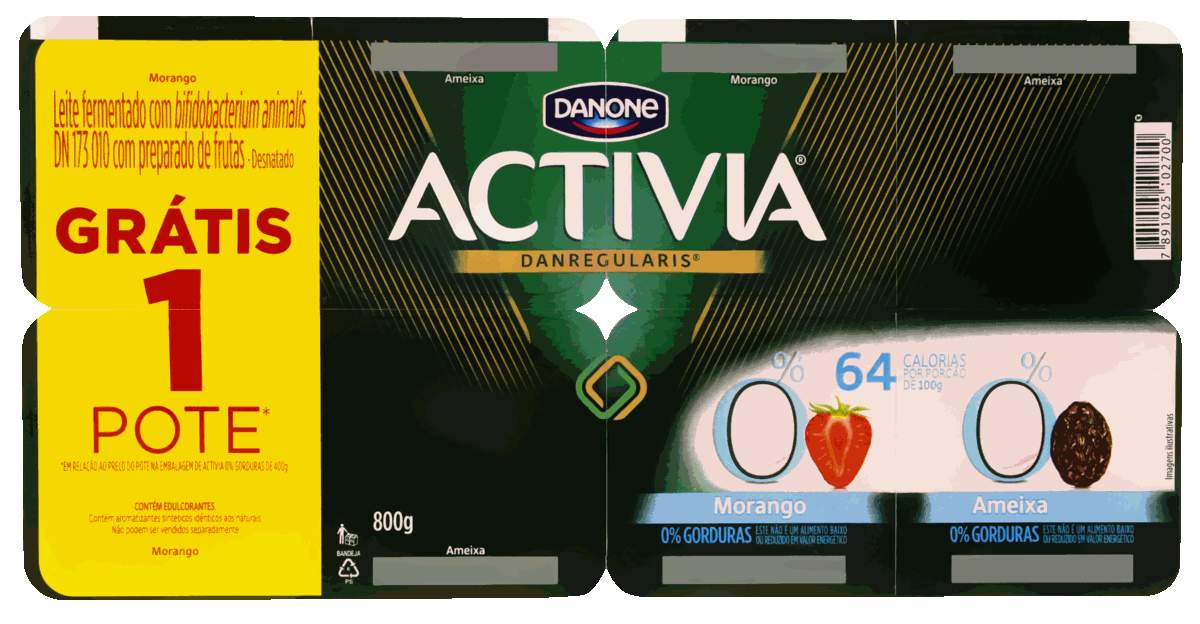 Morango
Leite fermentado com bifidobacterium animalis
DN 173 010 com preparado de frutas - Desnatado
GRÁTIS
1
POTE*
*EM RELAÇÃO AO PREÇO DO POTE NA EMBALAGEM DE ACTIVIA 0% GORDURAS DE 400g
CONTÉM EDULCORANTES.
Contém aromatizantes sintéticos idênticos aos naturais
Não podem ser vendidos separadamente
Morango
Ameixa
Morango
Ameixa
DANONE
ACTIVIA®
DANREGULARIS®
7 891025 102700
0%
64 CALORIAS
POR PORÇÃO
DE 100g
0%
Imagens ilustrativas
Morango
Ameixa
0% GORDURAS ESTE NÃO É UM ALIMENTO BAIXO
OU REDUZIDO EM VALOR ENERGÉTICO
0% GORDURAS ESTE NÃO É UM ALIMENTO BAIXO
OU REDUZIDO EM VALOR ENERGÉTICO
800g
BANDEJA
PS
Ameixa